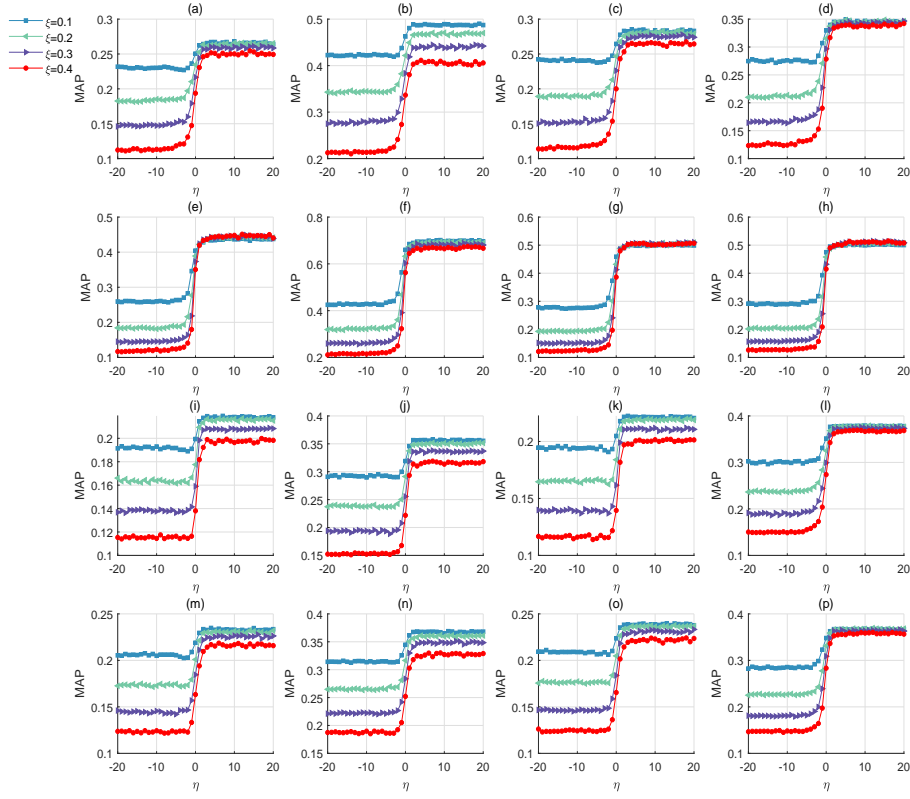 ξ=0.1
ξ=0.2
ξ=0.3
ξ=0.4
(a) (b) (c) (d)
0.3 0.5 0.3 0.35
0.25 0.4 0.25 0.3
0.2 0.3 0.2 0.25
0.15 0.2
0.15 0.15
0.1 0.2 0.1 0.1
MAP MAP MAP MAP
-20 -10 0 10 20 -20 -10 0 10 20 -20 -10 0 10 20 -20 -10 0 10 20
η η η η
(e) (f) (g) (h)
0.5 0.8 0.6 0.6
0.4 0.6 0.5 0.5
0.3 0.4 0.4 0.4
0.2 0.3 0.3
0.2 0.2
0.1 0.2 0.1 0.1
MAP MAP MAP MAP
-20 -10 0 10 20 -20 -10 0 10 20 -20 -10 0 10 20 -20 -10 0 10 20
η η η η
(i) (j) (k) (l)
0.2 0.4 0.2 0.4
0.18 0.35 0.15 0.3
0.16 0.3 0.1 0.2
0.14 0.25 0.1
0.12 0.2
0.1 0.15
MAP MAP MAP MAP
-20 -10 0 10 20 -20 -10 0 10 20 -20 -10 0 10 20 -20 -10 0 10 20
η η η η
(m) (n) (o) (p)
0.25 0.4 0.25 0.4
0.2 0.35 0.2 0.3
0.15 0.3 0.15 0.2
0.1 0.25 0.1 0.1
0.2
0.15
MAP MAP MAP MAP
-20 -10 0 10 20 -20 -10 0 10 20 -20 -10 0 10 20 -20 -10 0 10 20
η η η η